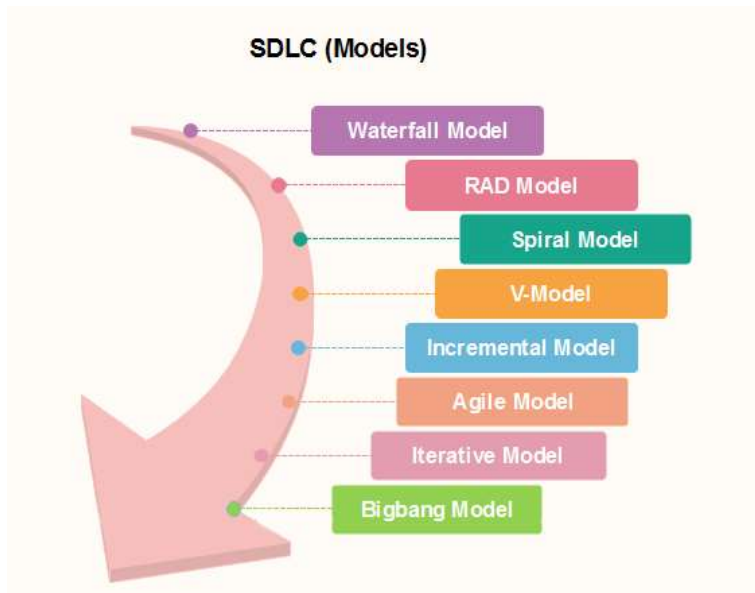 SDLC (Models)
Waterfall Model
RAD Model
Spiral Model
V-Model
Incremental Model
Agile Model
Iterative Model
Bigbang Model